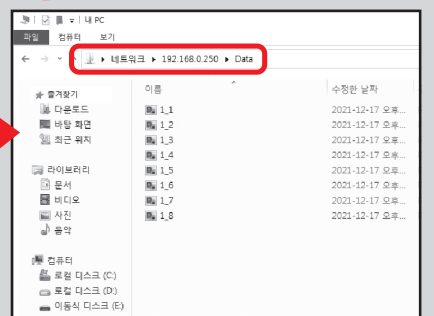 내 PC
파일 컴퓨터 보기
네트워크 ▸ 192.168.0.250 ▸ Data
이름 수정한 날짜
즐겨찾기
다운로드
바탕 화면
최근 위치
라이브러리
문서
비디오
사진
음악
컴퓨터
로컬 디스크 (C:)
로컬 디스크 (D:)
이동식 디스크 (E:)
1_1 2021-12-17 오후...
1_2 2021-12-17 오후...
1_3 2021-12-17 오후...
1_4 2021-12-17 오후...
1_5 2021-12-17 오후...
1_6 2021-12-17 오후...
1_7 2021-12-17 오후...
1_8 2021-12-17 오후...